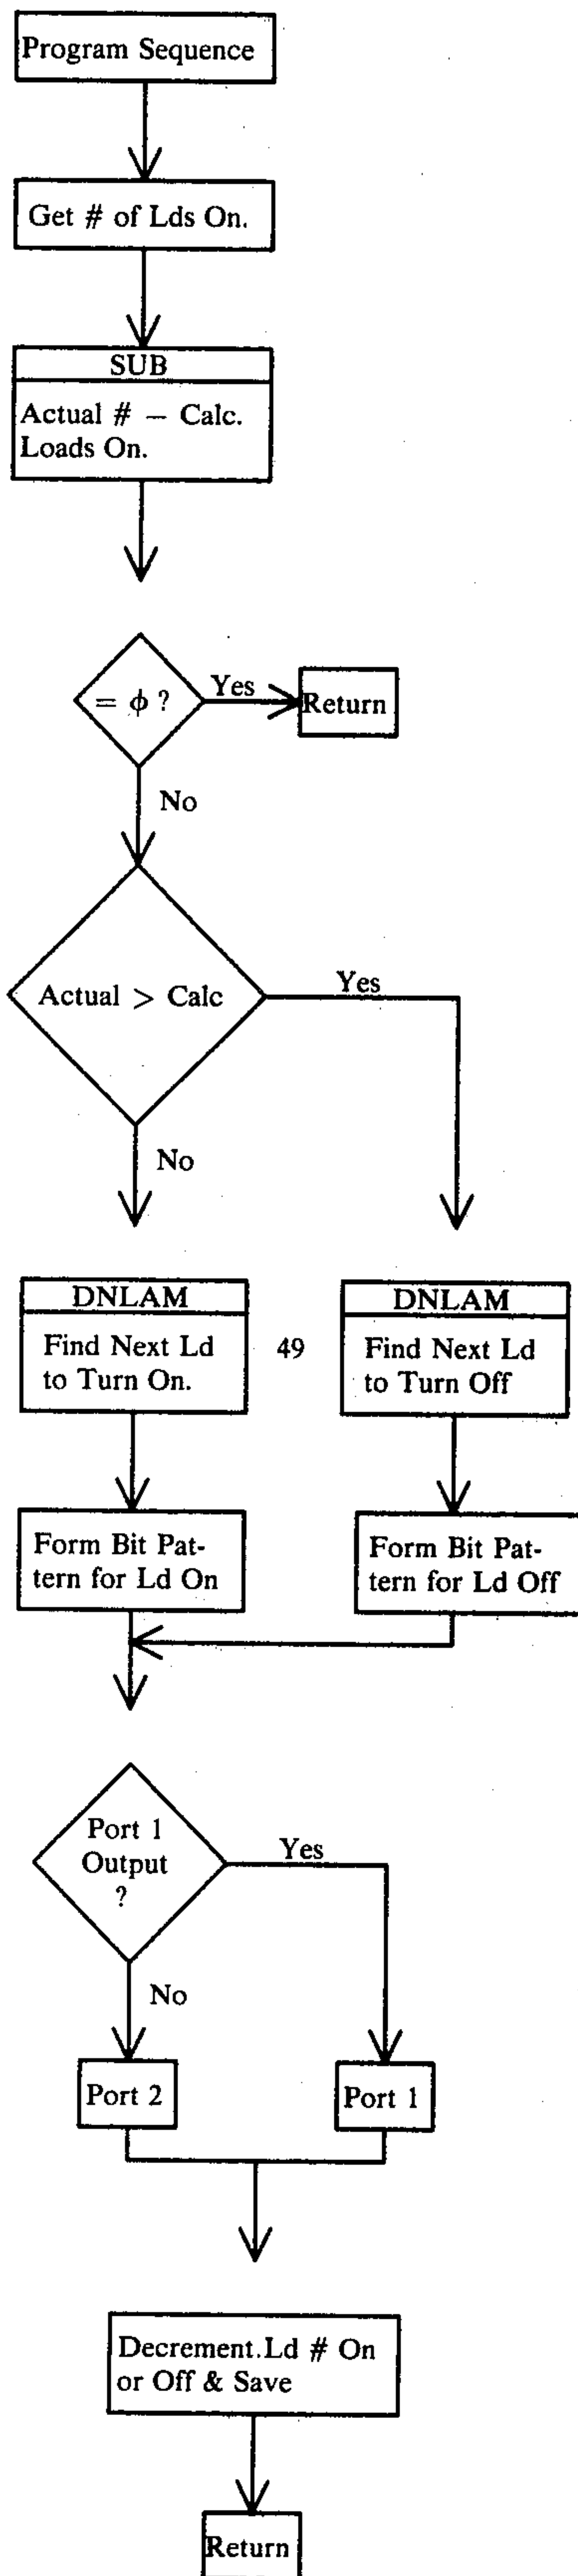 Program Sequence
Get # of Lds On.
SUB
Actual # — Calc.
Loads On.
= ϕ ?
Yes
Return
No
Actual > Calc
Yes
No
DNLAM
Find Next Ld
to Turn On.
49
DNLAM
Find Next Ld
to Turn Off
Form Bit Pat-
tern for Ld On
Form Bit Pat-
tern for Ld Off
Port 1
Output
?
Yes
No
Port 2
Port 1
Decrement.Ld # On
or Off & Save
Return